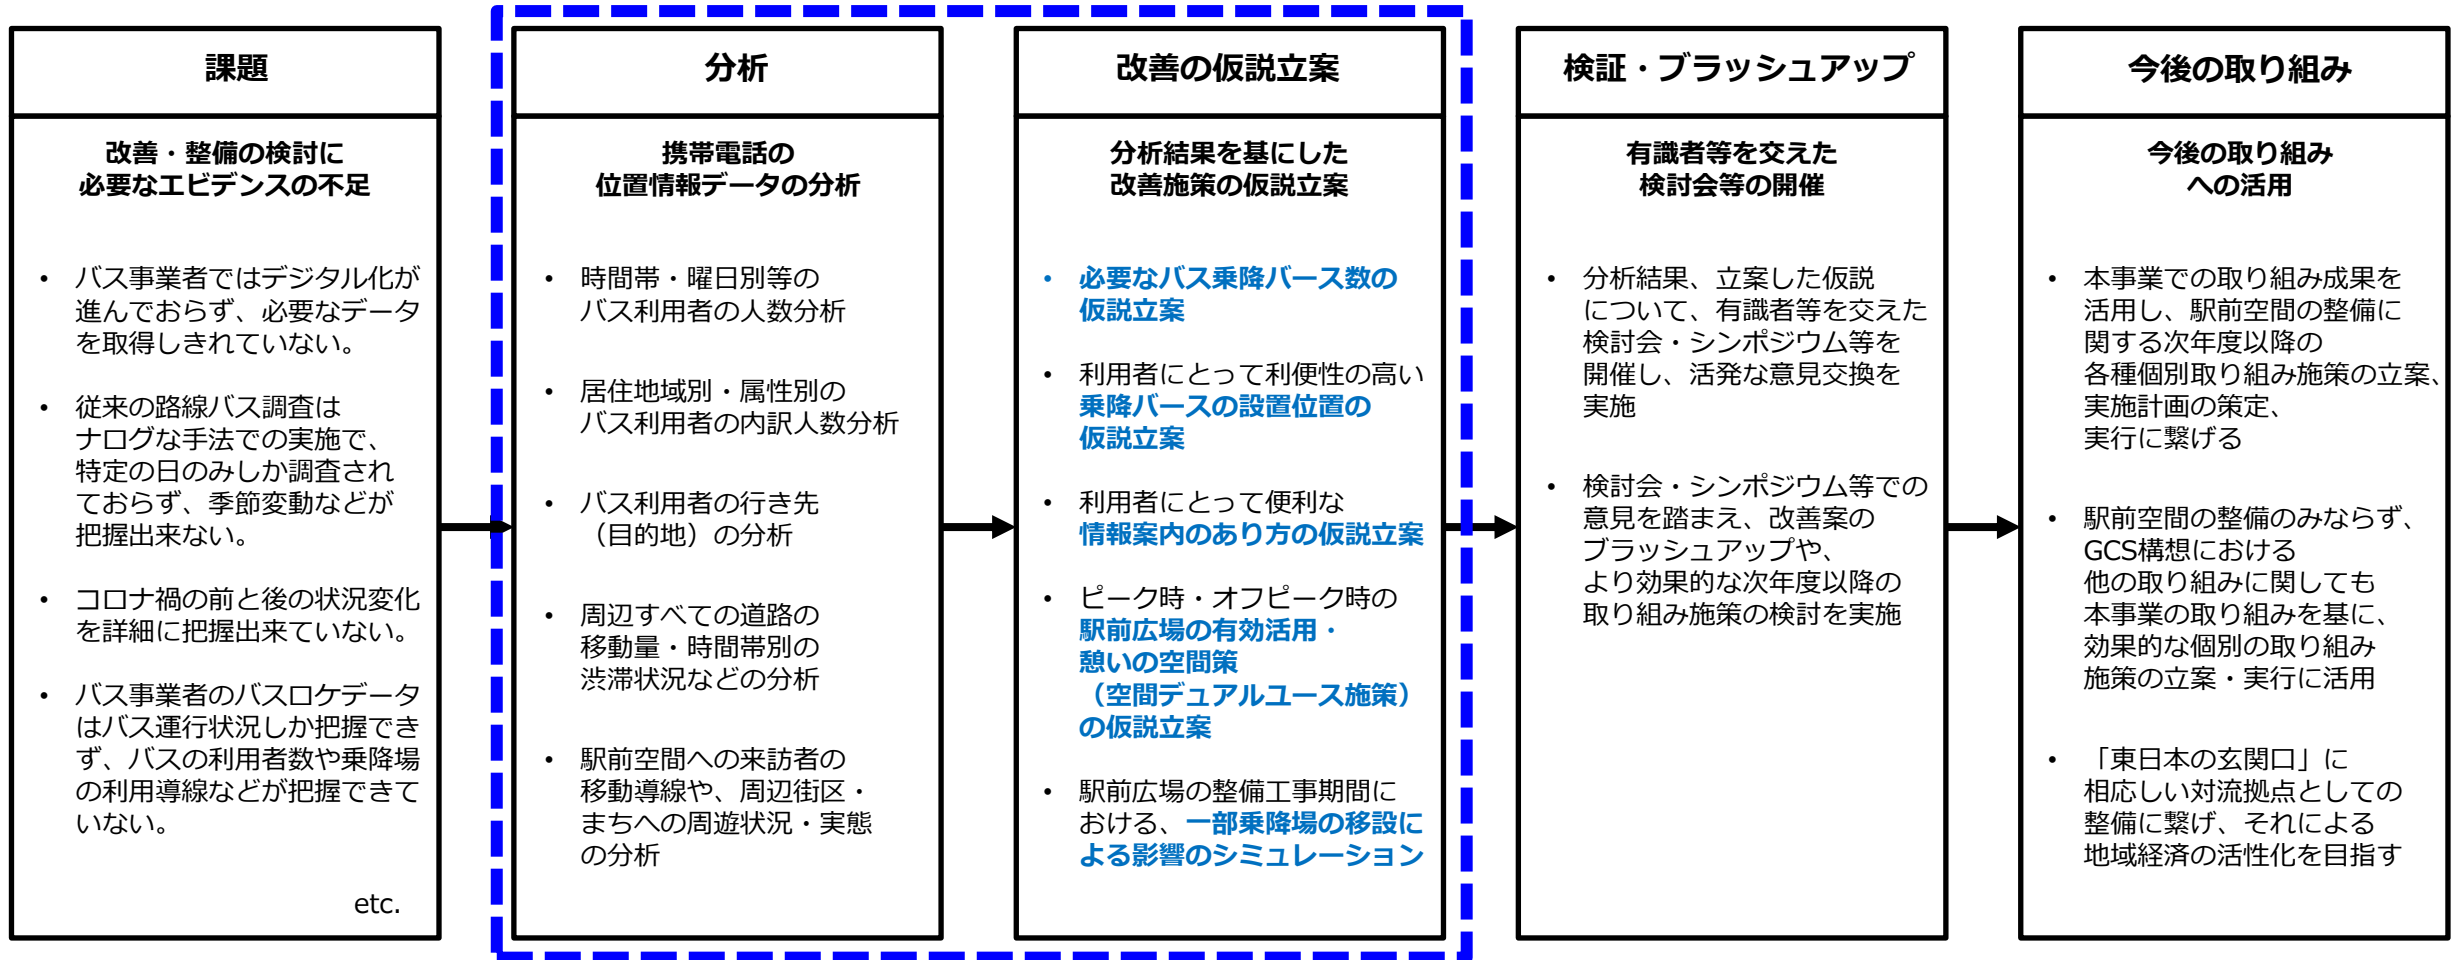 課題
改善・整備の検討に
必要なエビデンスの不足
• バス事業者ではデジタル化が
進んでおらず、必要なデータ
を取得しきれていない。
• 従来の路線バス調査は
ナログな手法での実施で、
特定の日のみしか調査され
ておらず、季節変動などが
把握出来ない。
• コロナ禍の前と後の状況変化
を詳細に把握出来ていない。
• バス事業者のバスロケデータ
はバス運行状況しか把握でき
ず、バスの利用者数や乗降場
の利用導線などが把握できて
いない。
etc.
分析
携帯電話の
位置情報データの分析
• 時間帯・曜日別等の
バス利用者の人数分析
• 居住地域別・属性別の
バス利用者の内訳人数分析
• バス利用者の行き先
（目的地）の分析
• 周辺すべての道路の
移動量・時間帯別の
渋滞状況などの分析
• 駅前空間への来訪者の
移動導線や、周辺街区・
まちへの周遊状況・実態
の分析
改善の仮説立案
分析結果を基にした
改善施策の仮説立案
• 必要なバス乗降バース数の
仮説立案
• 利用者にとって利便性の高い
乗降バースの設置位置の
仮説立案
• 利用者にとって便利な
情報案内のあり方の仮説立案
• ピーク時・オフピーク時の
駅前広場の有効活用・
憩いの空間策
（空間デュアルユース施策）
の仮説立案
• 駅前広場の整備工事期間に
おける、一部乗降場の移設に
よる影響のシミュレーション
検証・ブラッシュアップ
有識者等を交えた
検討会等の開催
• 分析結果、立案した仮説
について、有識者等を交えた
検討会・シンポジウム等を
開催し、活発な意見交換を
実施
• 検討会・シンポジウム等での
意見を踏まえ、改善案の
ブラッシュアップや、
より効果的な次年度以降の
取り組み施策の検討を実施
今後の取り組み
今後の取り組み
への活用
• 本事業での取り組み成果を
活用し、駅前空間の整備に
関する次年度以降の
各種個別取り組み施策の立案、
実施計画の策定、
実行に繋げる
• 駅前空間の整備のみならず、
GCS構想における
他の取り組みに関しても
本事業の取り組みを基に、
効果的な個別の取り組み
施策の立案・実行に活用
• 「東日本の玄関口」に
相応しい対流拠点としての
整備に繋げ、それによる
地域経済の活性化を目指す